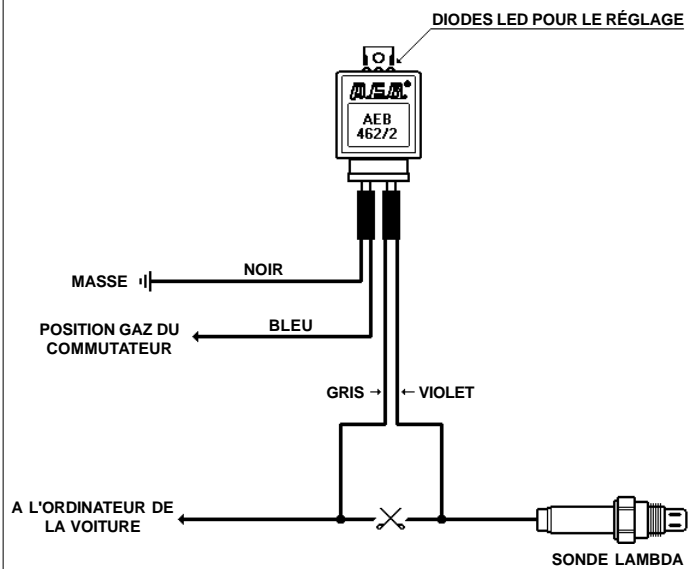 DIODES LED POUR LE RÉGLAGE
A.E.B.®
AEB
462/2
NOIR
MASSE
BLEU
POSITION GAZ DU
COMMUTATEUR
GRIS → ← VIOLET
A L'ORDINATEUR DE
LA VOITURE
SONDE LAMBDA